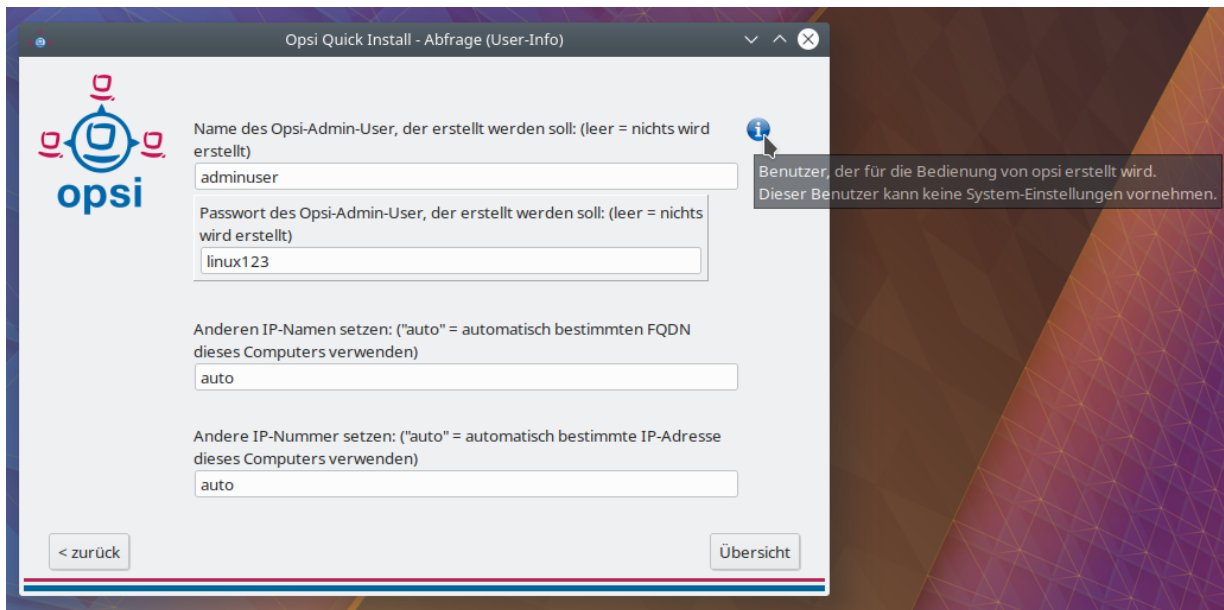 Opsi Quick Install - Abfrage (User-Info)
opsi
Name des Opsi-Admin-User, der erstellt werden soll: (leer = nichts wird
erstellt)
adminuser
Benutzer, der für die Bedienung von opsi erstellt wird.
Dieser Benutzer kann keine System-Einstellungen vornehmen.
Passwort des Opsi-Admin-User, der erstellt werden soll: (leer = nichts
wird erstellt)
linux123
Anderen IP-Namen setzen: ("auto" = automatisch bestimmten FQDN
dieses Computers verwenden)
auto
Andere IP-Nummer setzen: ("auto" = automatisch bestimmte IP-Adresse
dieses Computers verwenden)
auto
< zurück
Übersicht